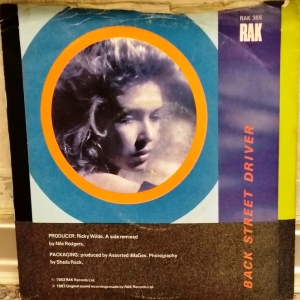 RAK 365
RAK
BACK STREET DRIVER
PRODUCER: Ricky Wilde. A side remixed
by Nile Rodgers.
PACKAGING: produced by Assorted iMaGes. Photography
by Sheila Rock.
℗ 1983 RAK Records Ltd.
© 1983 Original sound recordings made by RAK Records Ltd.